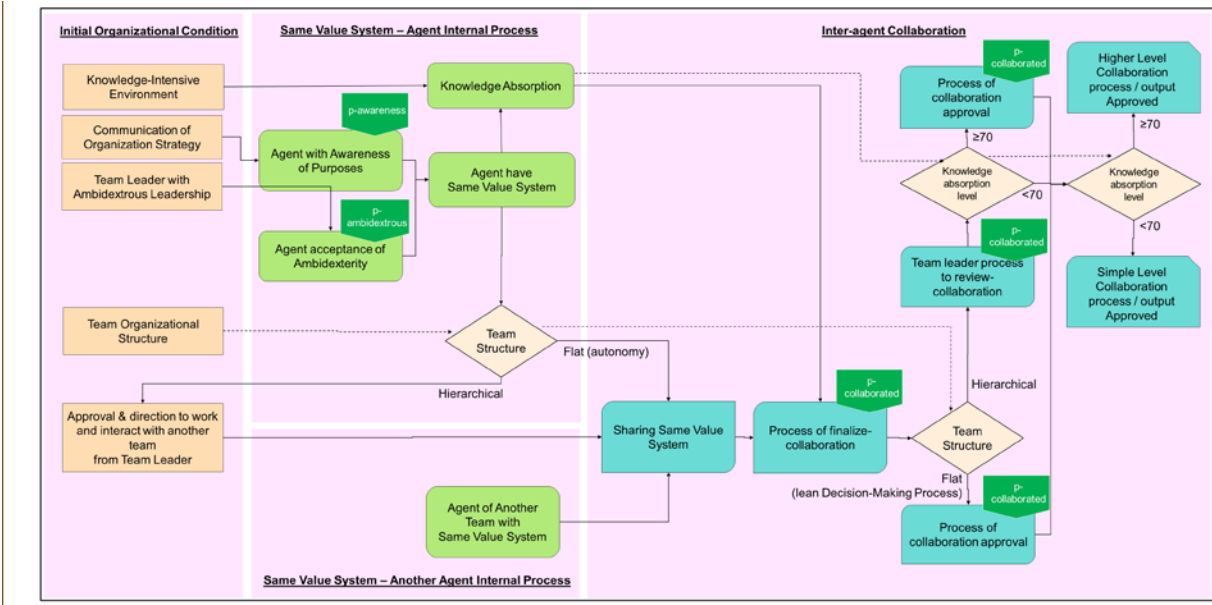 Initial Organizational Condition
Same Value System – Agent Internal Process
Inter-agent Collaboration
Knowledge-Intensive
Environment
Communication of
Organization Strategy
Team Leader with
Ambidextrous Leadership
Team Organizational
Structure
Approval & direction to work
and interact with another
team
from Team Leader
Knowledge Absorption
p-awareness
Agent with Awareness
of Purposes
Agent have
Same Value System
p-
ambidextrous
Agent acceptance of
Ambidexterity
Team
Structure
Flat (autonomy)
Hierarchical
Sharing Same Value
System
Agent of Another
Team with
Same Value System
Same Value System – Another Agent Internal Process
p-
collaborated
Process of finalize-
collaboration
Team
Structure
Hierarchical
Flat
(lean Decision-Making Process)
p-
collaborated
Process of
collaboration approval
p-
collaborated
Team leader process
to review-
collaboration
Knowledge
absorption
level
≥70
<70
p-
collaborated
Process of
collaboration
approval
Higher Level
Collaboration
process / output
Approved
≥70
Knowledge
absorption
level
<70
Simple Level
Collaboration
process / output
Approved